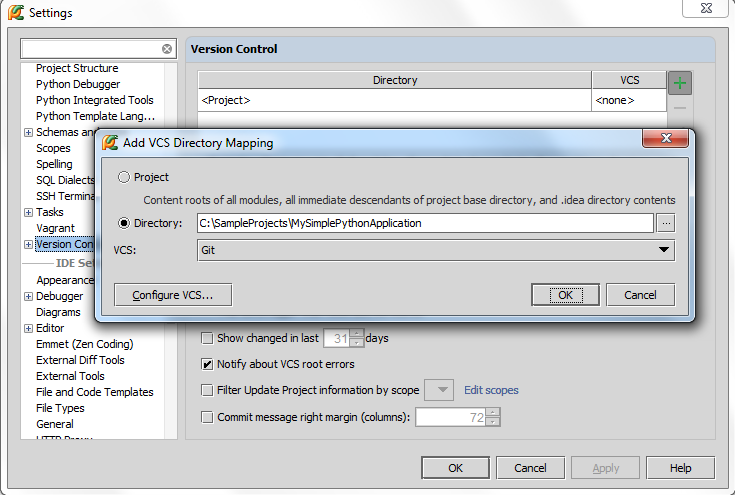 Settings
Version Control
Project Structure
Python Debugger
Python Integrated Tools
Python Template Lang...
Schemas and
Scopes
Spelling
SQL Dialects
SSH Termina
Tasks
Vagrant
Version Con
IDE Set
Appearance
Debugger
Diagrams
Editor
Emmet (Zen Coding)
External Diff Tools
External Tools
File and Code Templates
File Types
General
HTTP Proxy
Directory VCS
<Project> <none>
Add VCS Directory Mapping
Project
Content roots of all modules, all immediate descendants of project base directory, and .idea directory contents
Directory: C:\SampleProjects\MySimplePythonApplication ...
VCS: Git
Configure VCS... OK Cancel
Show changed in last 31 days
Notify about VCS root errors
Filter Update Project information by scope Edit scopes
Commit message right margin (columns): 72
OK Cancel Apply Help